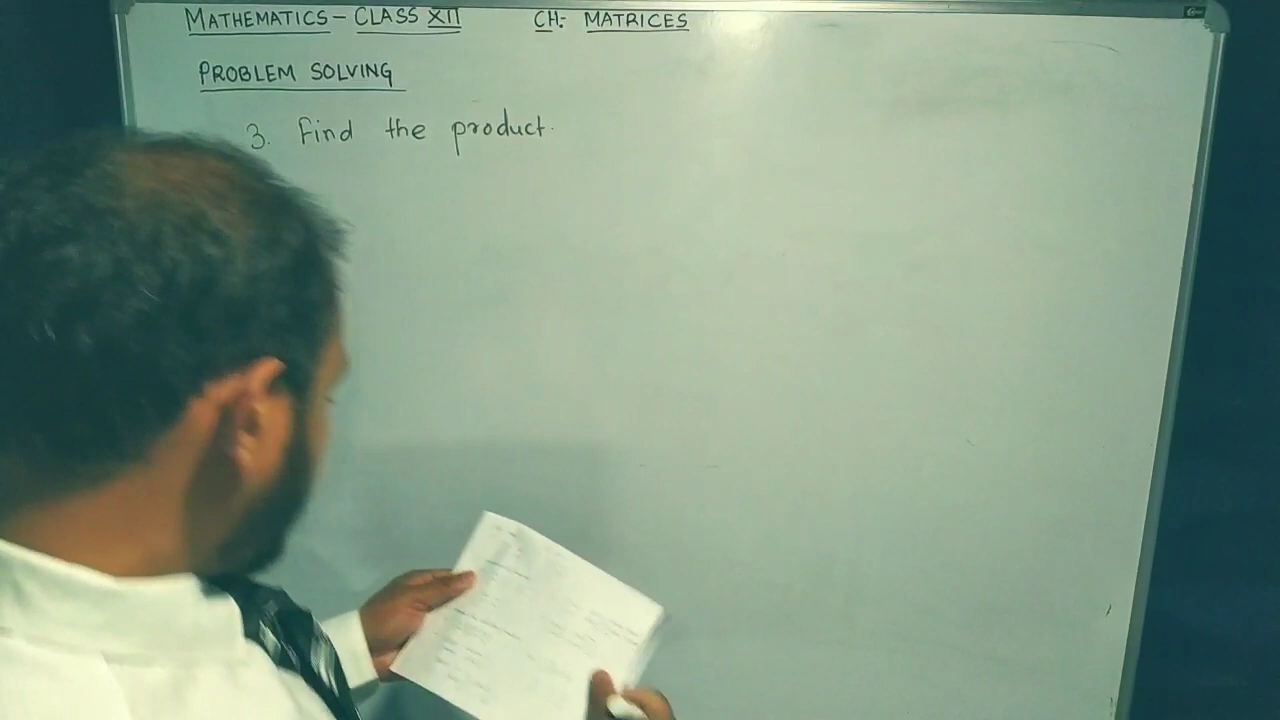 MATHEMATICS - CLASS XII CH: MATRICES
PROBLEM SOLVING
3. Find the product.